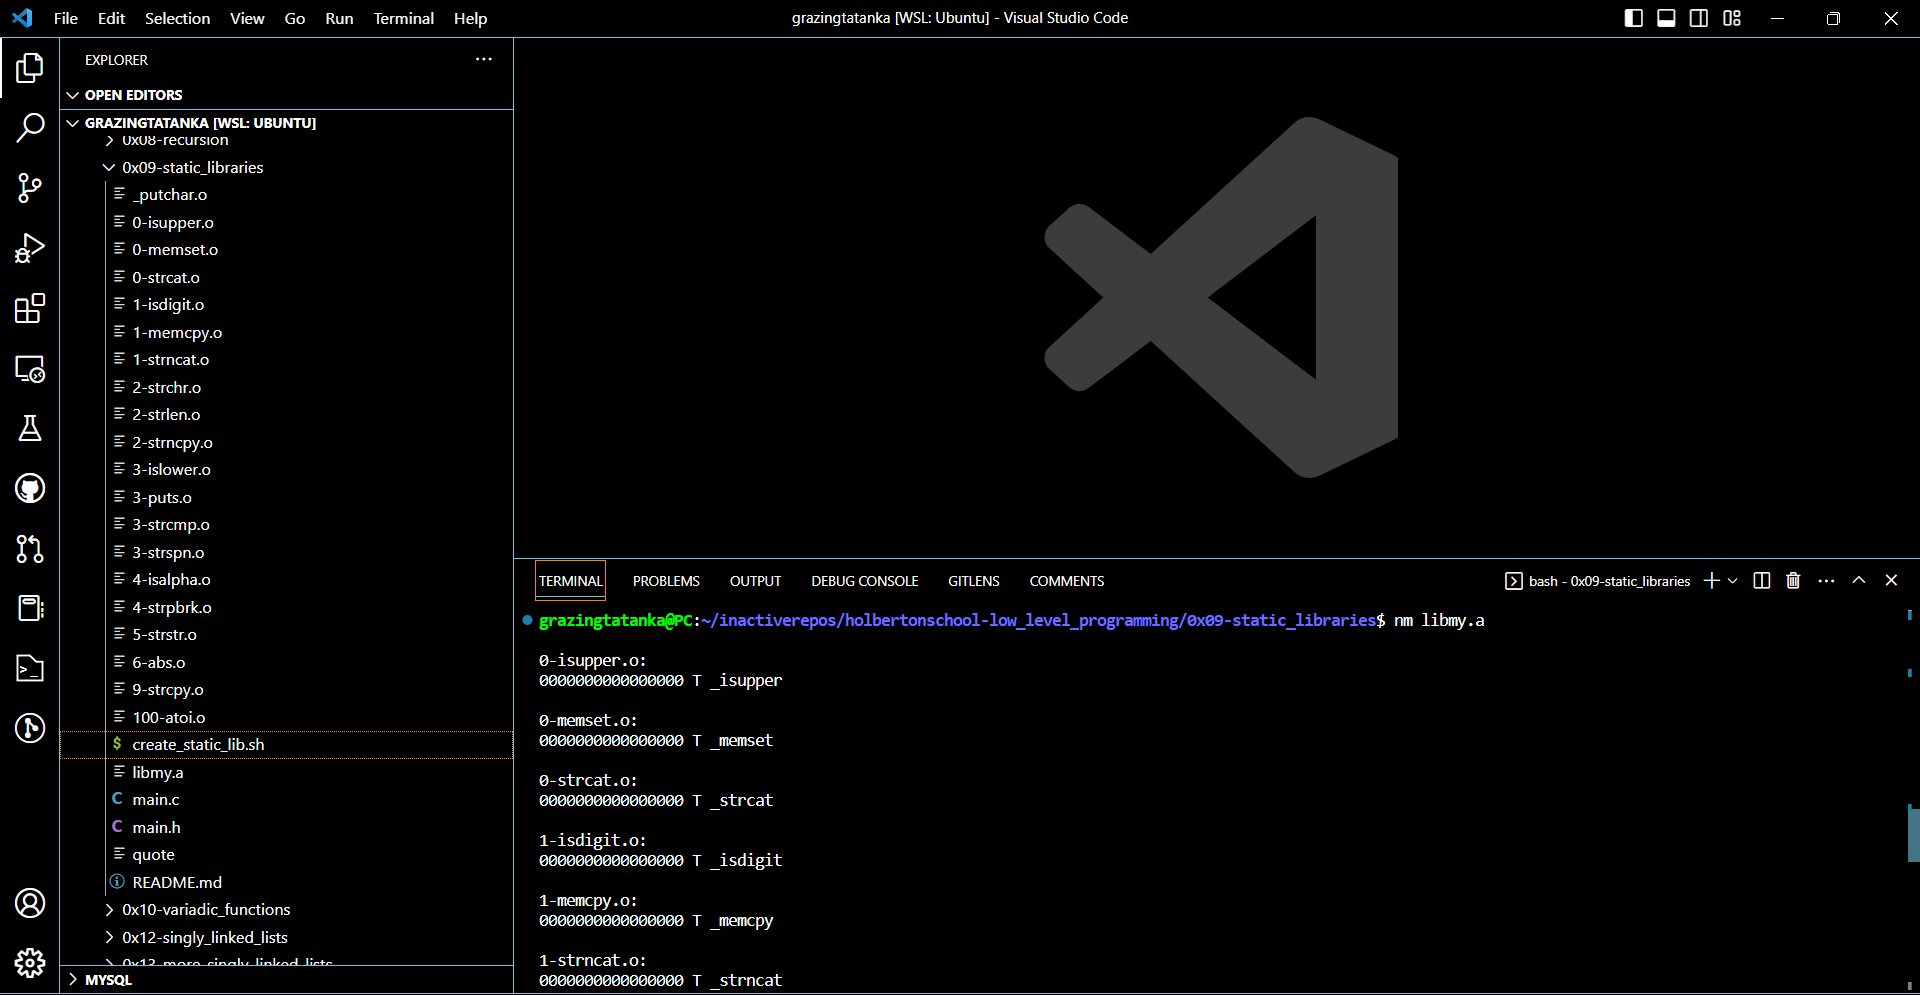 File Edit Selection View Go Run Terminal Help
grazingtatanka [WSL: Ubuntu] - Visual Studio Code
EXPLORER
OPEN EDITORS
GRAZINGTATANKA [WSL: UBUNTU]
0x08-recursion
0x09-static_libraries
_putchar.o
0-isupper.o
0-memset.o
0-strcat.o
1-isdigit.o
1-memcpy.o
1-strncat.o
2-strchr.o
2-strlen.o
2-strncpy.o
3-islower.o
3-puts.o
3-strcmp.o
3-strspn.o
4-isalpha.o
4-strpbrk.o
5-strstr.o
6-abs.o
9-strcpy.o
100-atoi.o
$ create_static_lib.sh
libmy.a
C main.c
C main.h
quote
README.md
0x10-variadic_functions
0x12-singly_linked_lists
0x13-more_singly_linked_lists
MYSQL
TERMINAL PROBLEMS OUTPUT DEBUG CONSOLE GITLENS COMMENTS
bash - 0x09-static_libraries
grazingtatanka@PC:~/inactiverepos/holbertonschool-low_level_programming/0x09-static_libraries$ nm libmy.a
0-isupper.o:
0000000000000000 T _isupper
0-memset.o:
0000000000000000 T _memset
0-strcat.o:
0000000000000000 T _strcat
1-isdigit.o:
0000000000000000 T _isdigit
1-memcpy.o:
0000000000000000 T _memcpy
1-strncat.o:
0000000000000000 T _strncat